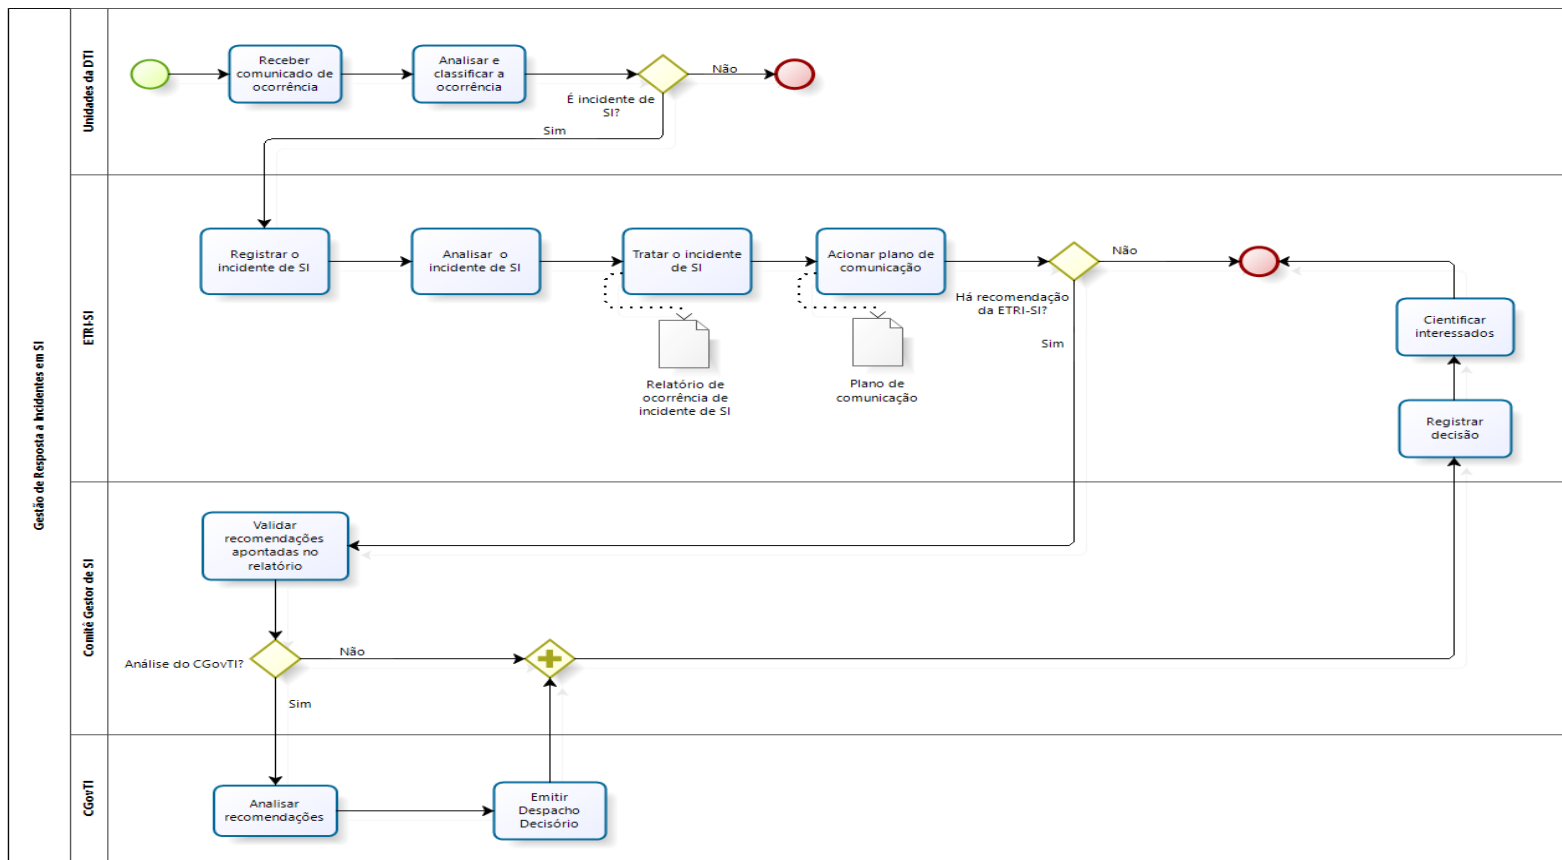 Gestão de Resposta a Incidentes em SI
Unidades da DTI
Receber
comunicado de
ocorrência
Analisar e
classificar a
ocorrência
É incidente de
SI?
Não
Sim
ETRI-SI
Registrar o
incidente de SI
Analisar o
incidente de SI
Tratar o incidente
de SI
Acionar plano de
comunicação
Há recomendação
da ETRI-SI?
Não
Sim
Relatório de
ocorrência de
incidente de SI
Plano de
comunicação
Cientificar
interessados
Registrar
decisão
Comitê Gestor de SI
Validar
recomendações
apontadas no
relatório
Análise do CGovTI?
Não
Sim
CGovTI
Analisar
recomendações
Emitir
Despacho
Decisório